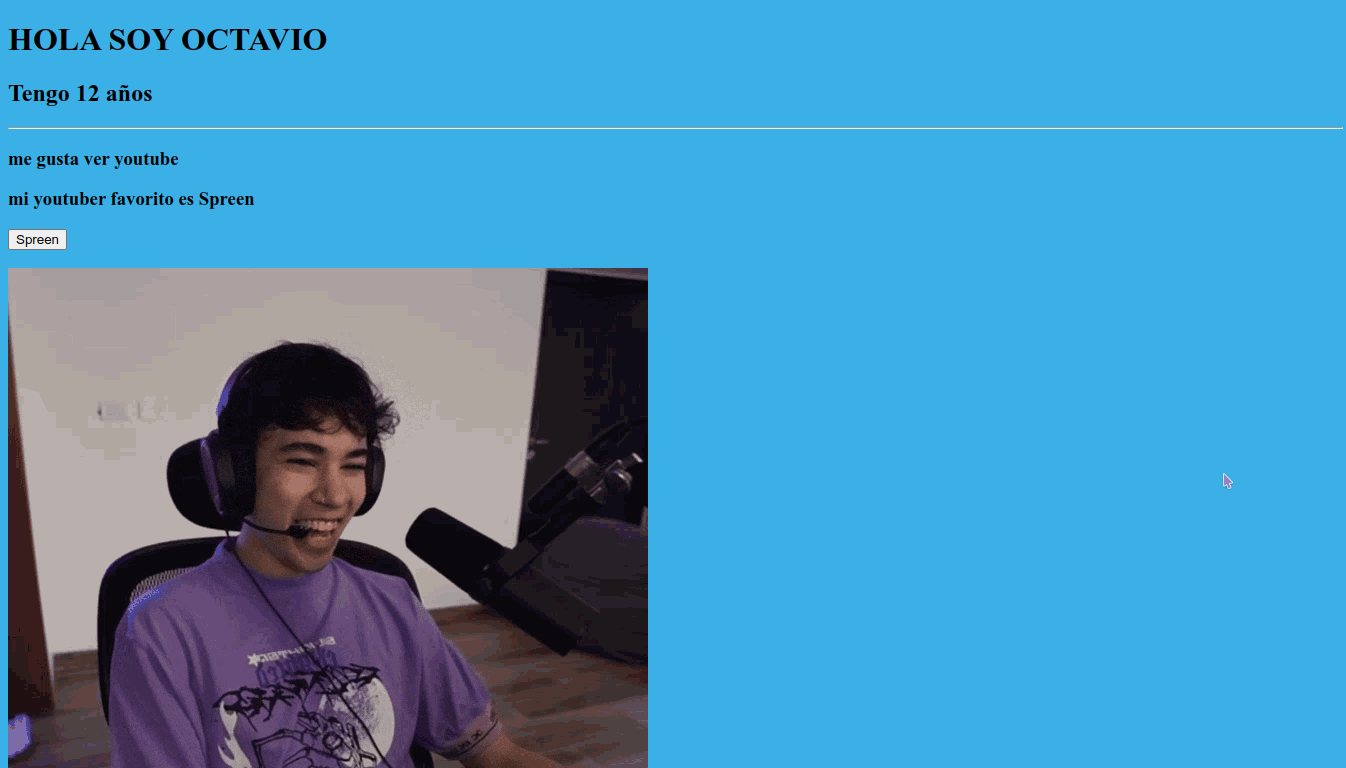 HOLA SOY OCTAVIO
Tengo 12 años
me gusta ver youtube
mi youtuber favorito es Spreen
Spreen